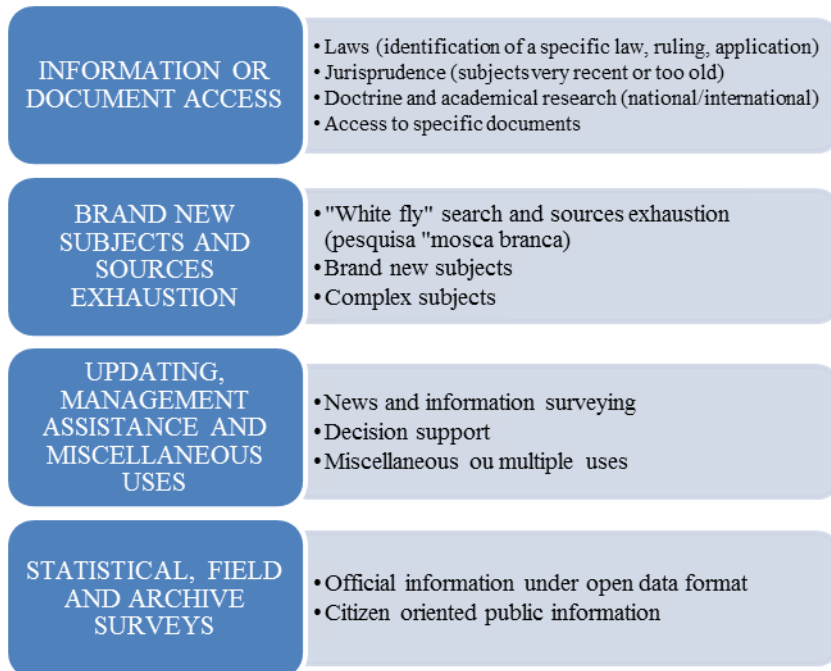 INFORMATION OR
DOCUMENT ACCESS
• Laws (identification of a specific law, ruling, application)
• Jurisprudence (subjects very recent or too old)
• Doctrine and academical research (national/international)
• Access to specific documents
BRAND NEW
SUBJECTS AND
SOURCES
EXHAUSTION
• "White fly" search and sources exhaustion
(pesquisa "mosca branca)
• Brand new subjects
• Complex subjects
UPDATING,
MANAGEMENT
ASSISTANCE AND
MISCELLANEOUS
USES
• News and information surveying
• Decision support
• Miscellaneous ou multiple uses
STATISTICAL, FIELD
AND ARCHIVE
SURVEYS
• Official information under open data format
• Citizen oriented public information